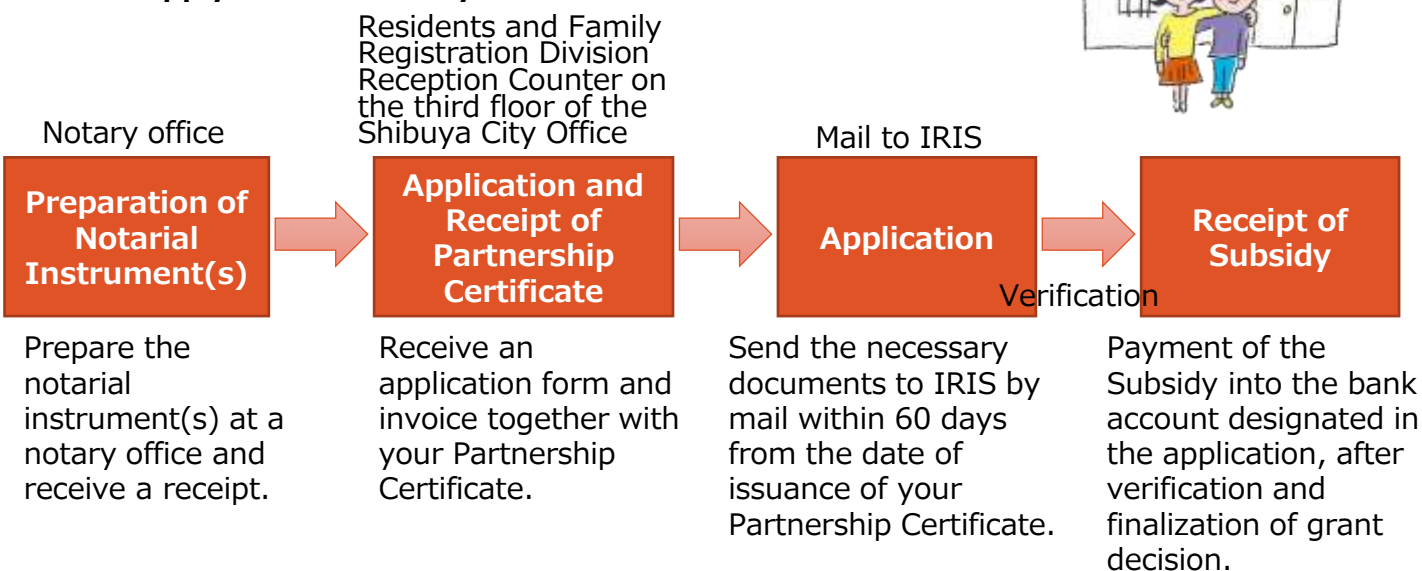 Residents and Family
Registration Division
Reception Counter on
the third floor of the
Shibuya City Office
Notary office
Mail to IRIS
Preparation of
Notarial
Instrument(s)
Application and
Receipt of
Partnership
Certificate
Application
Verification
Receipt of
Subsidy
Prepare the
notarial
instrument(s) at a
notary office and
receive a receipt.
Receive an
application form and
invoice together with
your Partnership
Certificate.
Send the necessary
documents to IRIS by
mail within 60 days
from the date of
issuance of your
Partnership Certificate.
Payment of the
Subsidy into the bank
account designated in
the application, after
verification and
finalization of grant
decision.